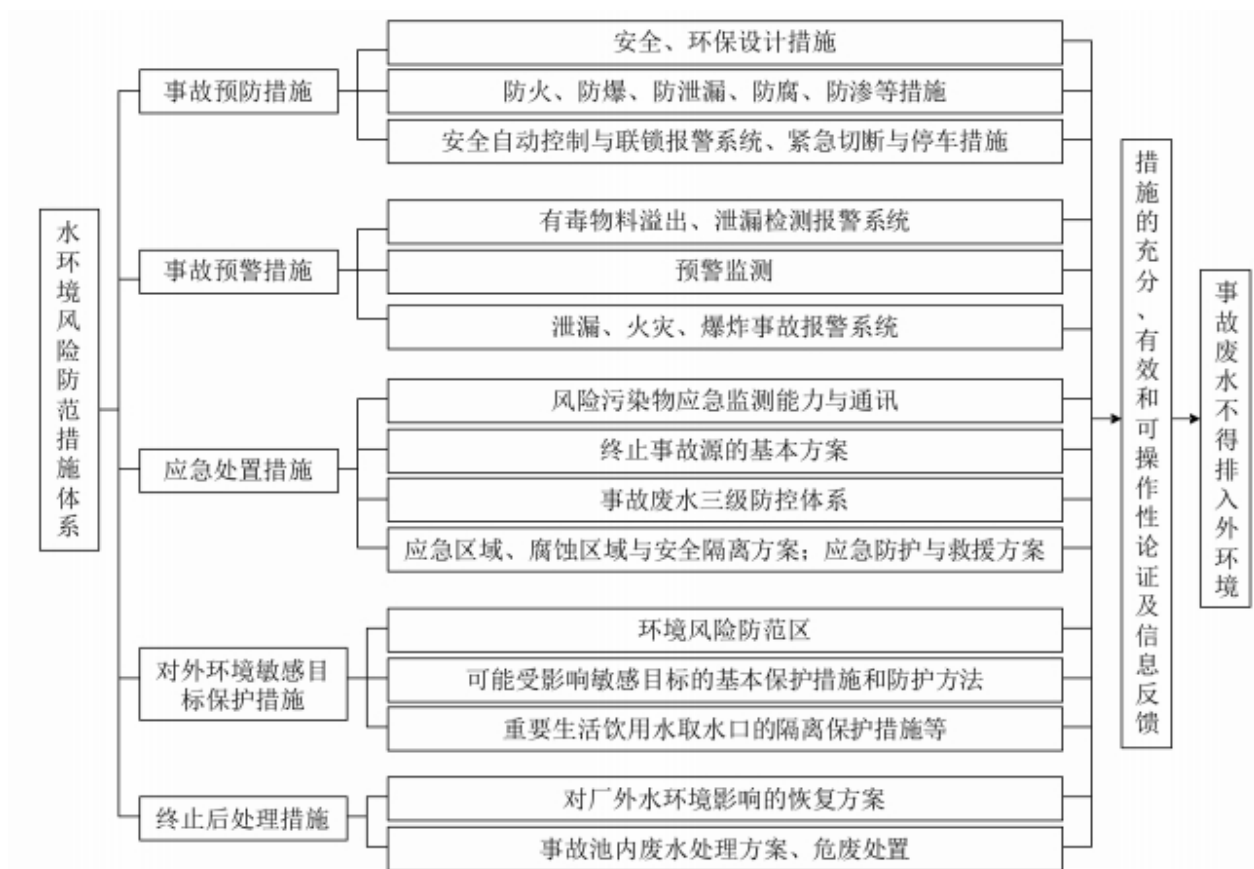 水环境风险防范措施体系
事故预防措施
安全、环保设计措施
防火、防爆、防泄漏、防腐、防渗等措施
安全自动控制与联锁报警系统、紧急切断与停车措施
事故预警措施
有毒物料溢出、泄漏检测报警系统
预警监测
泄漏、火灾、爆炸事故报警系统
应急处置措施
风险污染物应急监测能力与通讯
终止事故源的基本方案
事故废水三级防控体系
应急区域、腐蚀区域与安全隔离方案；应急防护与救援方案
对外环境敏感目
标保护措施
环境风险防范区
可能受影响敏感目标的基本保护措施和防护方法
重要生活饮用水取水口的隔离保护措施等
终止后处理措施
对厂外水环境影响的恢复方案
事故池内废水处理方案、危废处置
措施的充分、有效和可操作性论证及信息反馈
事故废水不得排入外环境